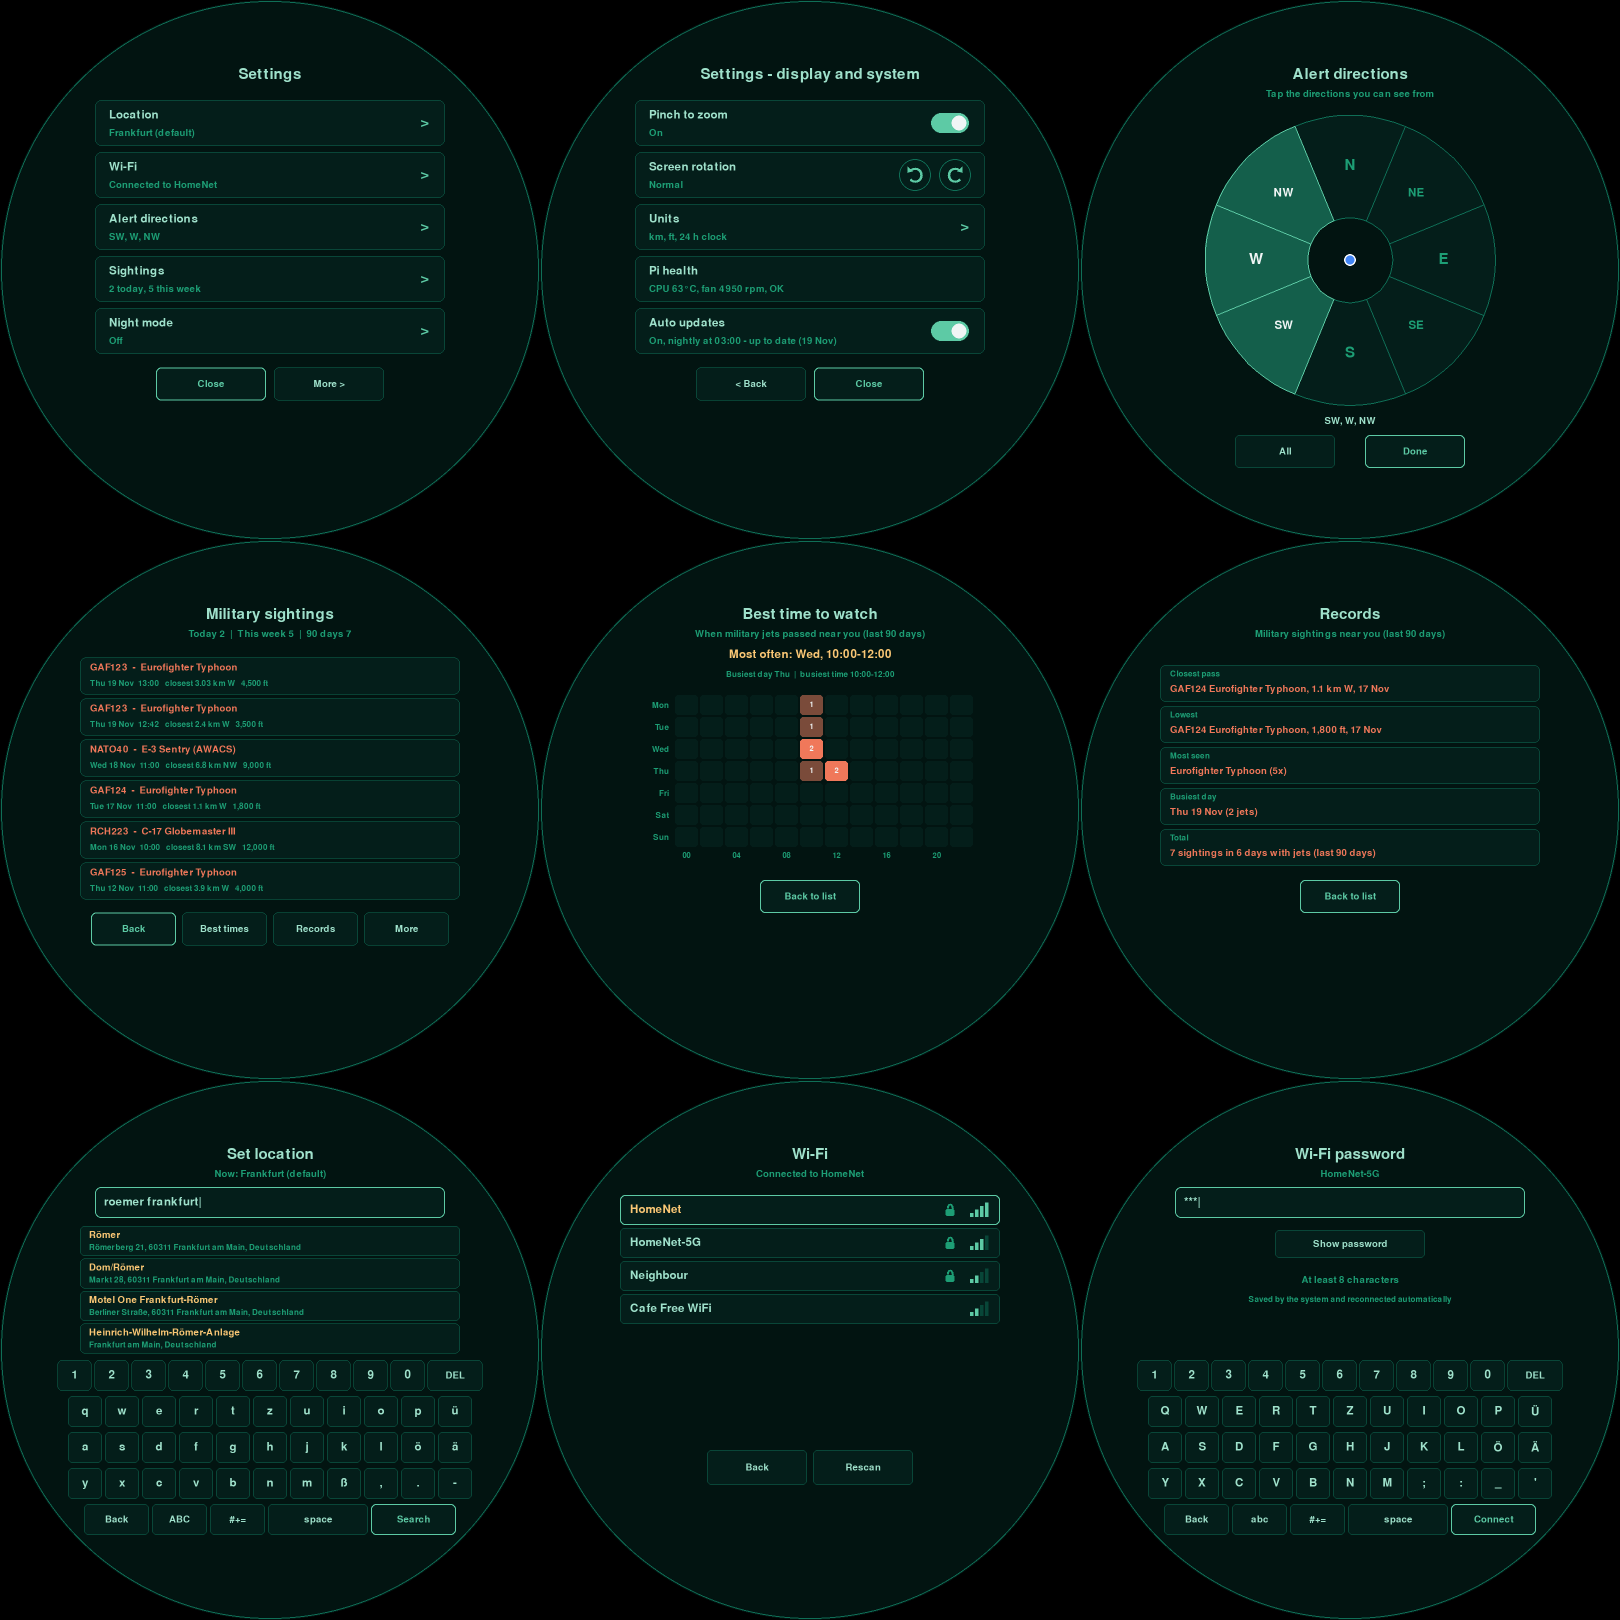 Settings
Location
Frankfurt (default)
>
Wi-Fi
Connected to HomeNet
>
Alert directions
SW, W, NW
>
Sightings
2 today, 5 this week
>
Night mode
Off
>
Close
More >
Settings - display and system
Pinch to zoom
On
Screen rotation
Normal
Units
km, ft, 24 h clock
>
Pi health
CPU 63°C, fan 4950 rpm, OK
Auto updates
On, nightly at 03:00 - up to date (19 Nov)
< Back
Close
Alert directions
Tap the directions you can see from
N
NW
NE
W
E
SW
SE
S
SW, W, NW
All
Done
Military sightings
Today 2 | This week 5 | 90 days 7
GAF123 - Eurofighter Typhoon
Thu 19 Nov 13:00 closest 3.03 km W 4,500 ft
GAF123 - Eurofighter Typhoon
Thu 19 Nov 12:42 closest 2.4 km W 3,500 ft
NATO40 - E-3 Sentry (AWACS)
Wed 18 Nov 11:00 closest 6.8 km NW 9,000 ft
GAF124 - Eurofighter Typhoon
Tue 17 Nov 11:00 closest 1.1 km W 1,800 ft
RCH223 - C-17 Globemaster III
Mon 16 Nov 10:00 closest 8.1 km SW 12,000 ft
GAF125 - Eurofighter Typhoon
Thu 12 Nov 11:00 closest 3.9 km W 4,000 ft
Back
Best times
Records
More
Best time to watch
When military jets passed near you (last 90 days)
Most often: Wed, 10:00-12:00
Busiest day Thu | busiest time 10:00-12:00
Mon 1
Tue 1
Wed 2
Thu 1 2
Fri
Sat
Sun
00 04 08 12 16 20
Back to list
Records
Military sightings near you (last 90 days)
Closest pass
GAF124 Eurofighter Typhoon, 1.1 km W, 17 Nov
Lowest
GAF124 Eurofighter Typhoon, 1,800 ft, 17 Nov
Most seen
Eurofighter Typhoon (5x)
Busiest day
Thu 19 Nov (2 jets)
Total
7 sightings in 6 days with jets (last 90 days)
Back to list
Set location
Now: Frankfurt (default)
roemer frankfurt|
Römer
Römerberg 21, 60311 Frankfurt am Main, Deutschland
Dom/Römer
Markt 28, 60311 Frankfurt am Main, Deutschland
Motel One Frankfurt-Römer
Berliner Straße, 60311 Frankfurt am Main, Deutschland
Heinrich-Wilhelm-Römer-Anlage
Frankfurt am Main, Deutschland
1 2 3 4 5 6 7 8 9 0 DEL
q w e r t z u i o p ü
a s d f g h j k l ö ä
y x c v b n m ß , . -
Back ABC #+= space Search
Wi-Fi
Connected to HomeNet
HomeNet
HomeNet-5G
Neighbour
Cafe Free WiFi
Back
Rescan
Wi-Fi password
HomeNet-5G
***|
Show password
At least 8 characters
Saved by the system and reconnected automatically
1 2 3 4 5 6 7 8 9 0 DEL
Q W E R T Z U I O P Ü
A S D F G H J K L Ö Ä
Y X C V B N M ; : _ '
Back abc #+= space Connect